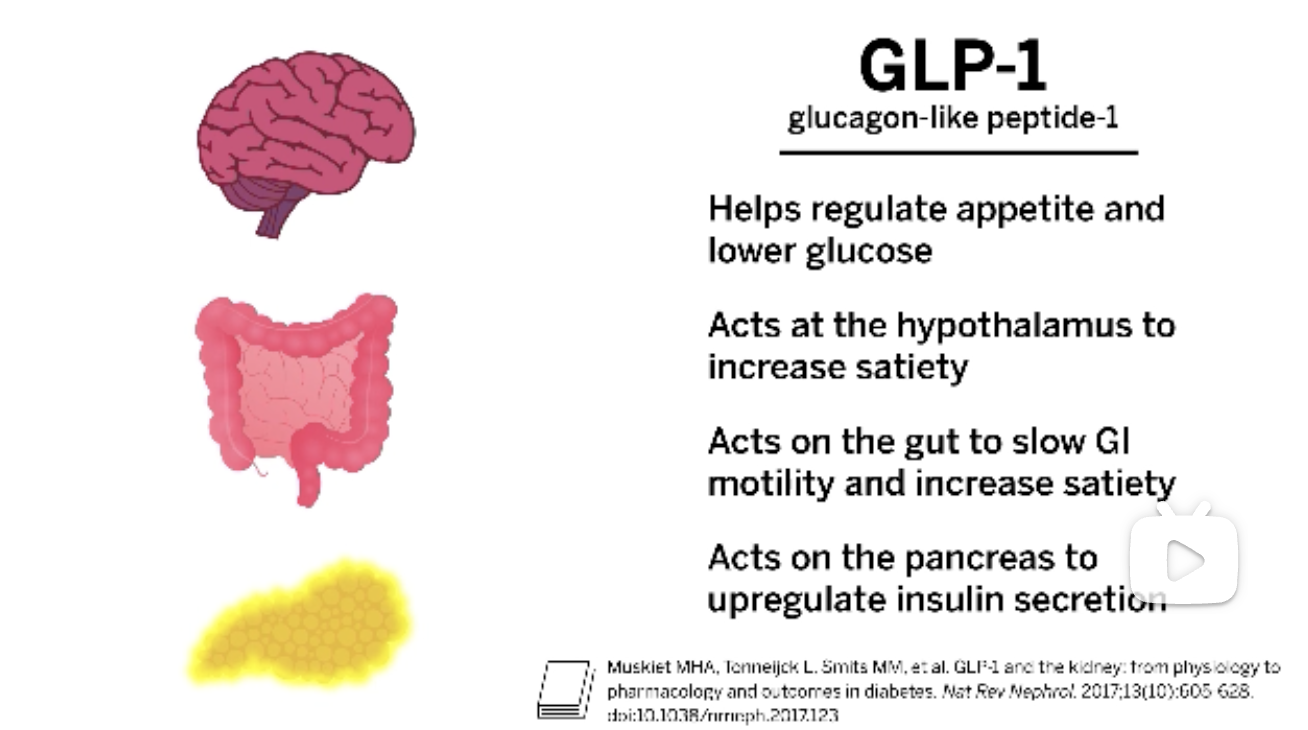 GLP-1
glucagon-like peptide-1
Helps regulate appetite and
lower glucose
Acts at the hypothalamus to
increase satiety
Acts on the gut to slow GI
motility and increase satiety
Acts on the pancreas to
upregulate insulin secretion
Muskiet MHA, Tonneijck L, Smits MM, et al. GLP-1 and the kidney: from physiology to
pharmacology and outcomes in diabetes. Nat Rev Nephrol. 2017;13(10):605-628.
doi:10.1038/nrneph.2017.123